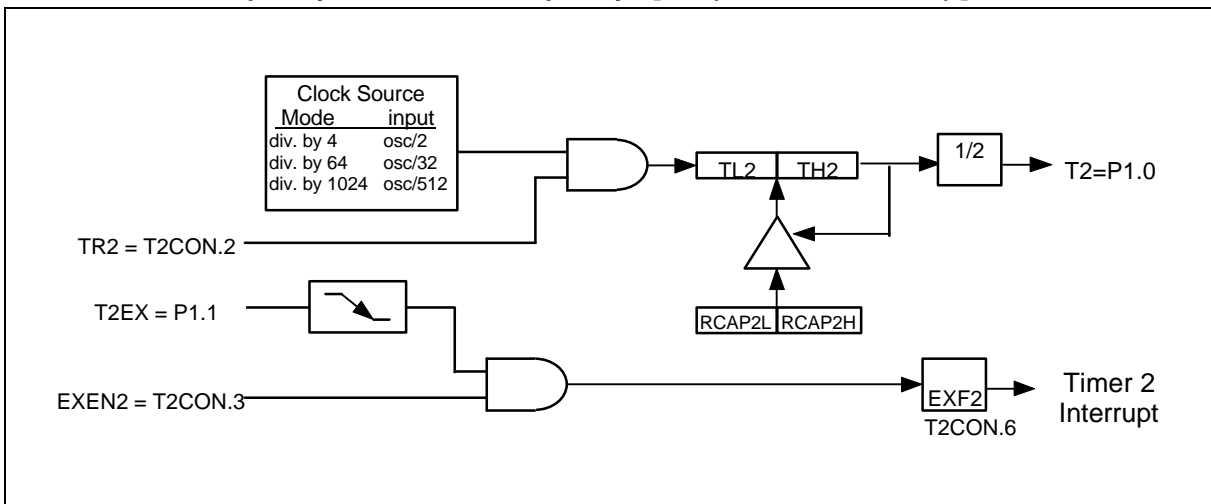 Clock Source
Mode input
div. by 4 osc/2
div. by 64 osc/32
div. by 1024 osc/512
TL2 TH2
1/2
T2=P1.0
TR2 = T2CON.2
T2EX = P1.1
RCAP2L RCAP2H
EXEN2 = T2CON.3
EXF2
T2CON.6
Timer 2
Interrupt